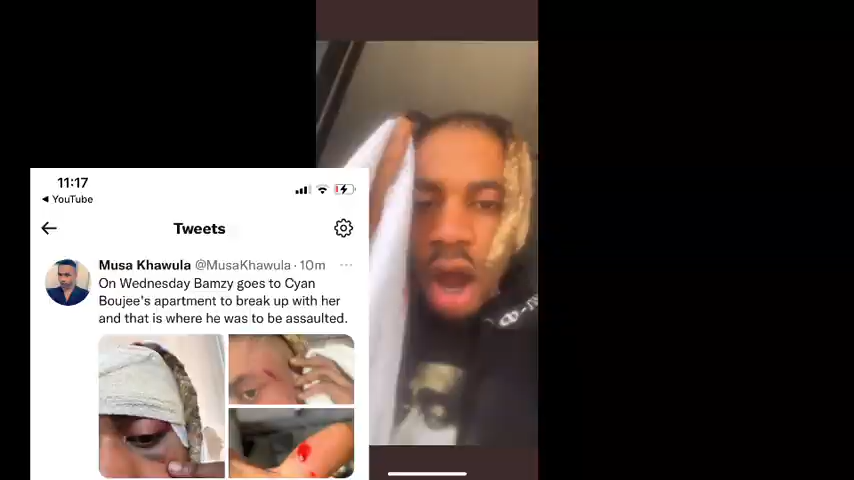 11:17
◀ YouTube
Tweets
Musa Khawula @MusaKhawula · 10m
On Wednesday Bamzy goes to Cyan
Boujee's apartment to break up with her
and that is where he was to be assaulted.